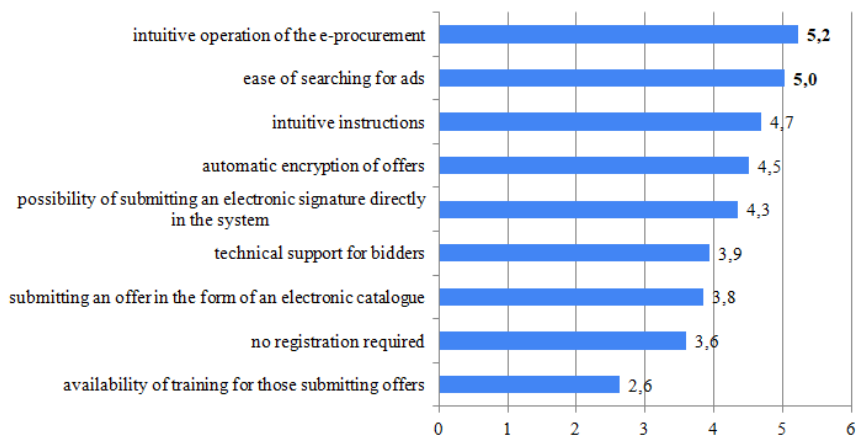 intuitive operation of the e-procurement 5,2
ease of searching for ads 5,0
intuitive instructions 4,7
automatic encryption of offers 4,5
possibility of submitting an electronic signature directly
in the system 4,3
technical support for bidders 3,9
submitting an offer in the form of an electronic catalogue 3,8
no registration required 3,6
availability of training for those submitting offers 2,6
0 1 2 3 4 5 6